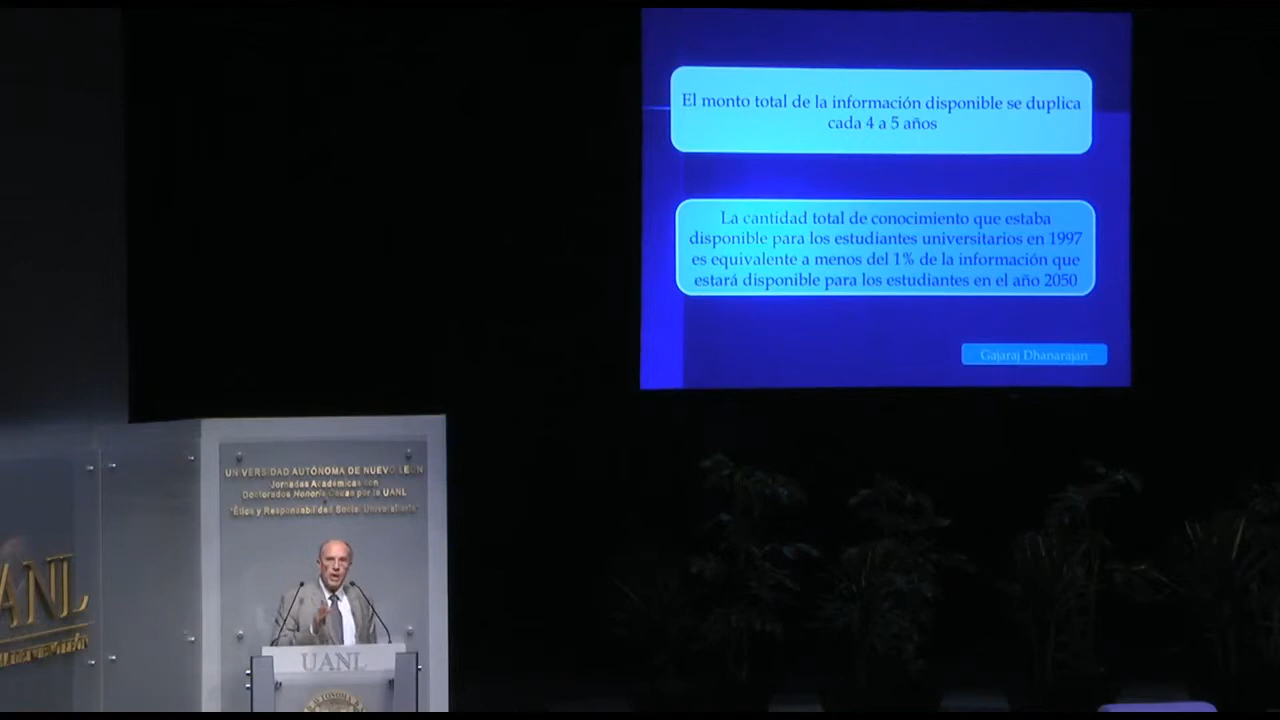 El monto total de la información disponible se duplica
cada 4 a 5 años
La cantidad total de conocimiento que estaba
disponible para los estudiantes universitarios en 1997
es equivalente a menos del 1% de la información que
estará disponible para los estudiantes en el año 2050
Gajaraj Dhanarajan
UNIVERSIDAD AUTÓNOMA DE NUEVO LEÓN
Jornadas Académicas con
Doctorados Honoris Causa por la UANL
"Ética y Responsabilidad Social Universitaria"
UANL
UANL